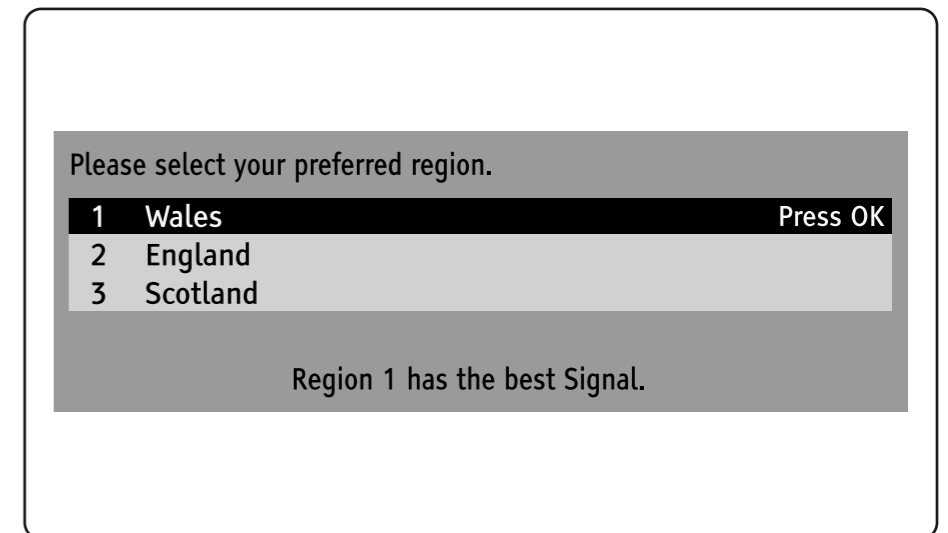 Please select your preferred region.
1 Wales Press OK
2 England
3 Scotland
Region 1 has the best Signal.